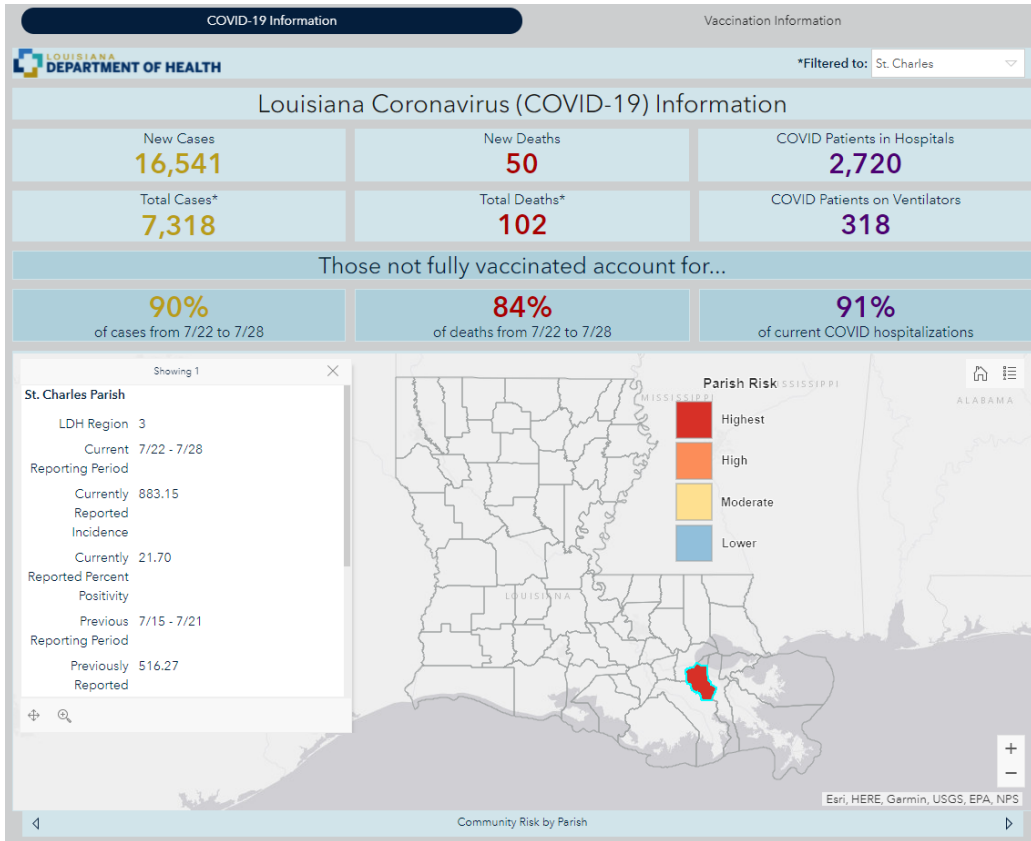 COVID-19 Information
Vaccination Information
LOUISIANA
DEPARTMENT OF HEALTH
*Filtered to: St. Charles
Louisiana Coronavirus (COVID-19) Information
New Cases
16,541
New Deaths
50
COVID Patients in Hospitals
2,720
Total Cases*
7,318
Total Deaths*
102
COVID Patients on Ventilators
318
Those not fully vaccinated account for...
90%
of cases from 7/22 to 7/28
84%
of deaths from 7/22 to 7/28
91%
of current COVID hospitalizations
Showing 1
St. Charles Parish
LDH Region 3
Current 7/22 - 7/28
Reporting Period
Currently 883.15
Reported
Incidence
Currently 21.70
Reported Percent
Positivity
Previous 7/15 - 7/21
Reporting Period
Previously 516.27
Reported
Parish Risk
Highest
High
Moderate
Lower
MISSISSIPPI
MISSISSIPPI
ALABAMA
LOUISIANA
+
−
Esri, HERE, Garmin, USGS, EPA, NPS
Community Risk by Parish